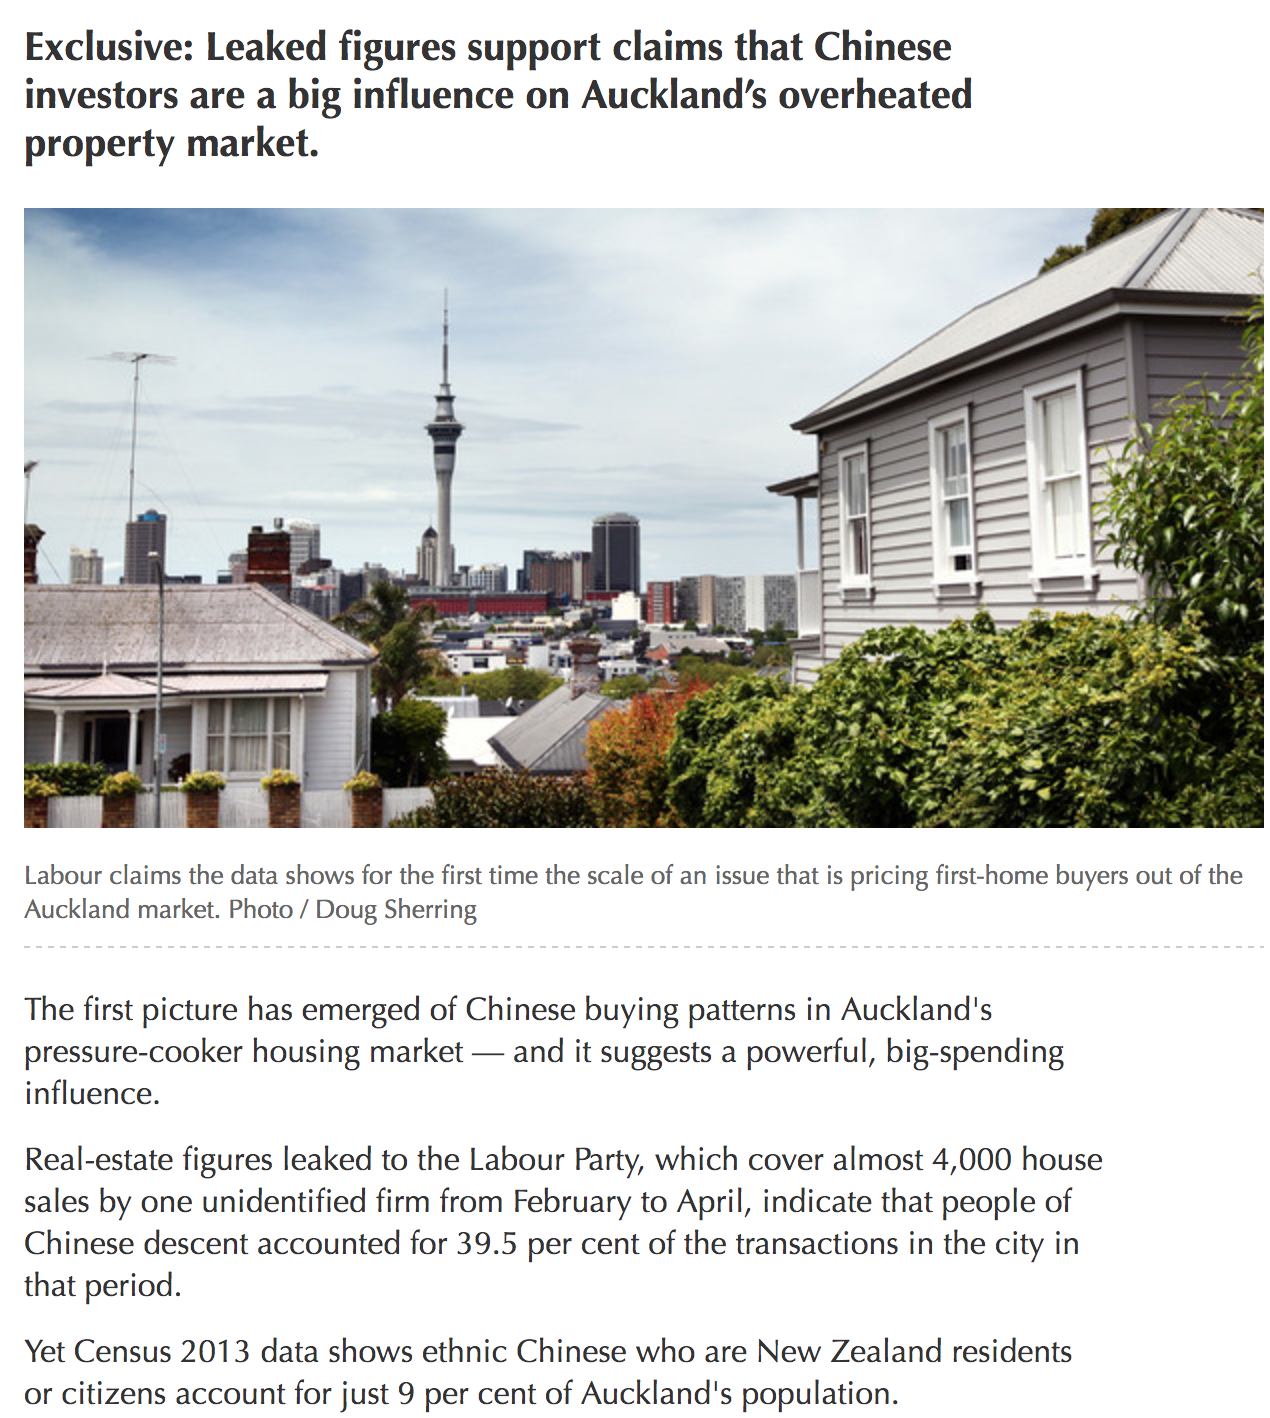 Exclusive: Leaked figures support claims that Chinese
investors are a big influence on Auckland’s overheated
property market.
Labour claims the data shows for the first time the scale of an issue that is pricing first-home buyers out of the
Auckland market. Photo / Doug Sherring
The first picture has emerged of Chinese buying patterns in Auckland's
pressure-cooker housing market — and it suggests a powerful, big-spending
influence.
Real-estate figures leaked to the Labour Party, which cover almost 4,000 house
sales by one unidentified firm from February to April, indicate that people of
Chinese descent accounted for 39.5 per cent of the transactions in the city in
that period.
Yet Census 2013 data shows ethnic Chinese who are New Zealand residents
or citizens account for just 9 per cent of Auckland's population.